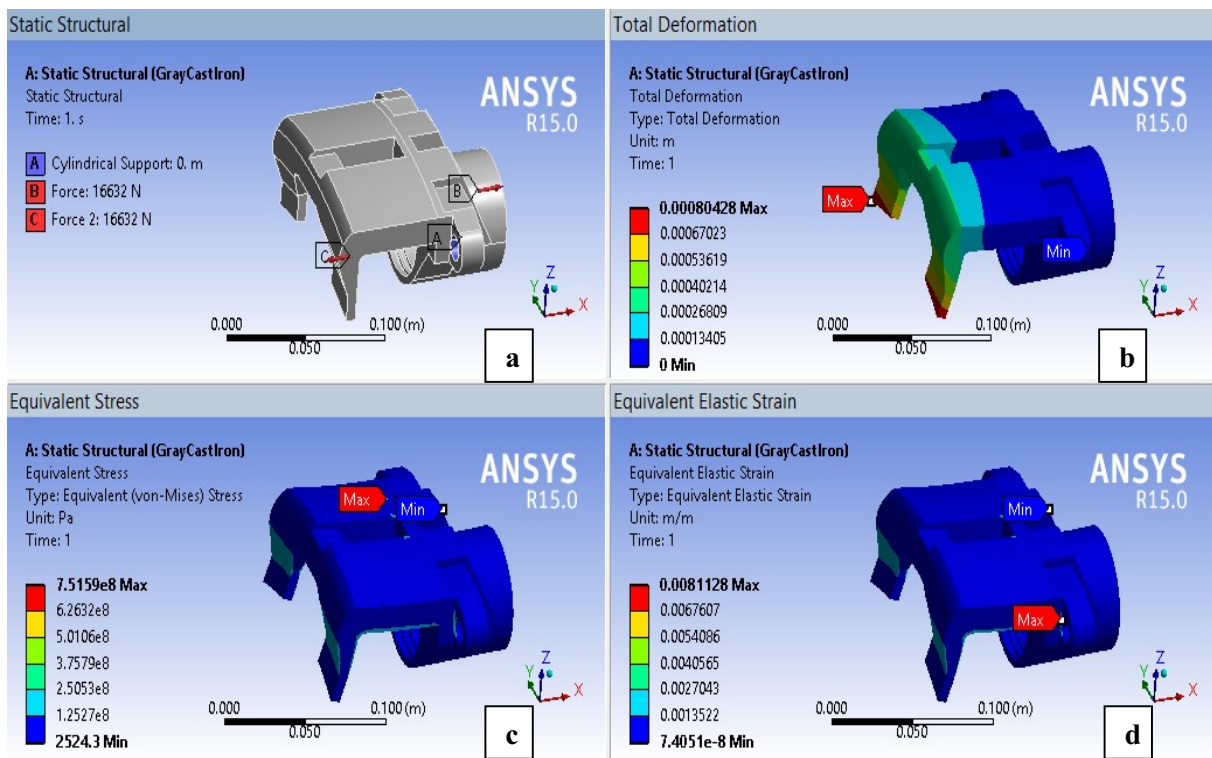 Static Structural
A: Static Structural (GrayCastIron)
Static Structural
Time: 1. s
A Cylindrical Support: 0. m
B Force: 16632 N
C Force 2: 16632 N
ANSYS
R15.0
B
A
C
Z
Y
X
0.000
0.100 (m)
0.050
a
Total Deformation
A: Static Structural (GrayCastIron)
Total Deformation
Type: Total Deformation
Unit: m
Time: 1
0.00080428 Max
0.00067023
0.00053619
0.00040214
0.00026809
0.00013405
0 Min
ANSYS
R15.0
Max
Min
Z
Y
X
0.000
0.100 (m)
0.050
b
Equivalent Stress
A: Static Structural (GrayCastIron)
Equivalent Stress
Type: Equivalent (von-Mises) Stress
Unit: Pa
Time: 1
7.5159e8 Max
6.2632e8
5.0106e8
3.7579e8
2.5053e8
1.2527e8
2524.3 Min
ANSYS
R15.0
Max
Min
Z
Y
X
0.000
0.100 (m)
0.050
c
Equivalent Elastic Strain
A: Static Structural (GrayCastIron)
Equivalent Elastic Strain
Type: Equivalent Elastic Strain
Unit: m/m
Time: 1
0.0081128 Max
0.0067607
0.0054086
0.0040565
0.0027043
0.0013522
7.4051e-8 Min
ANSYS
R15.0
Min
Max
Z
Y
X
0.000
0.100 (m)
0.050
d